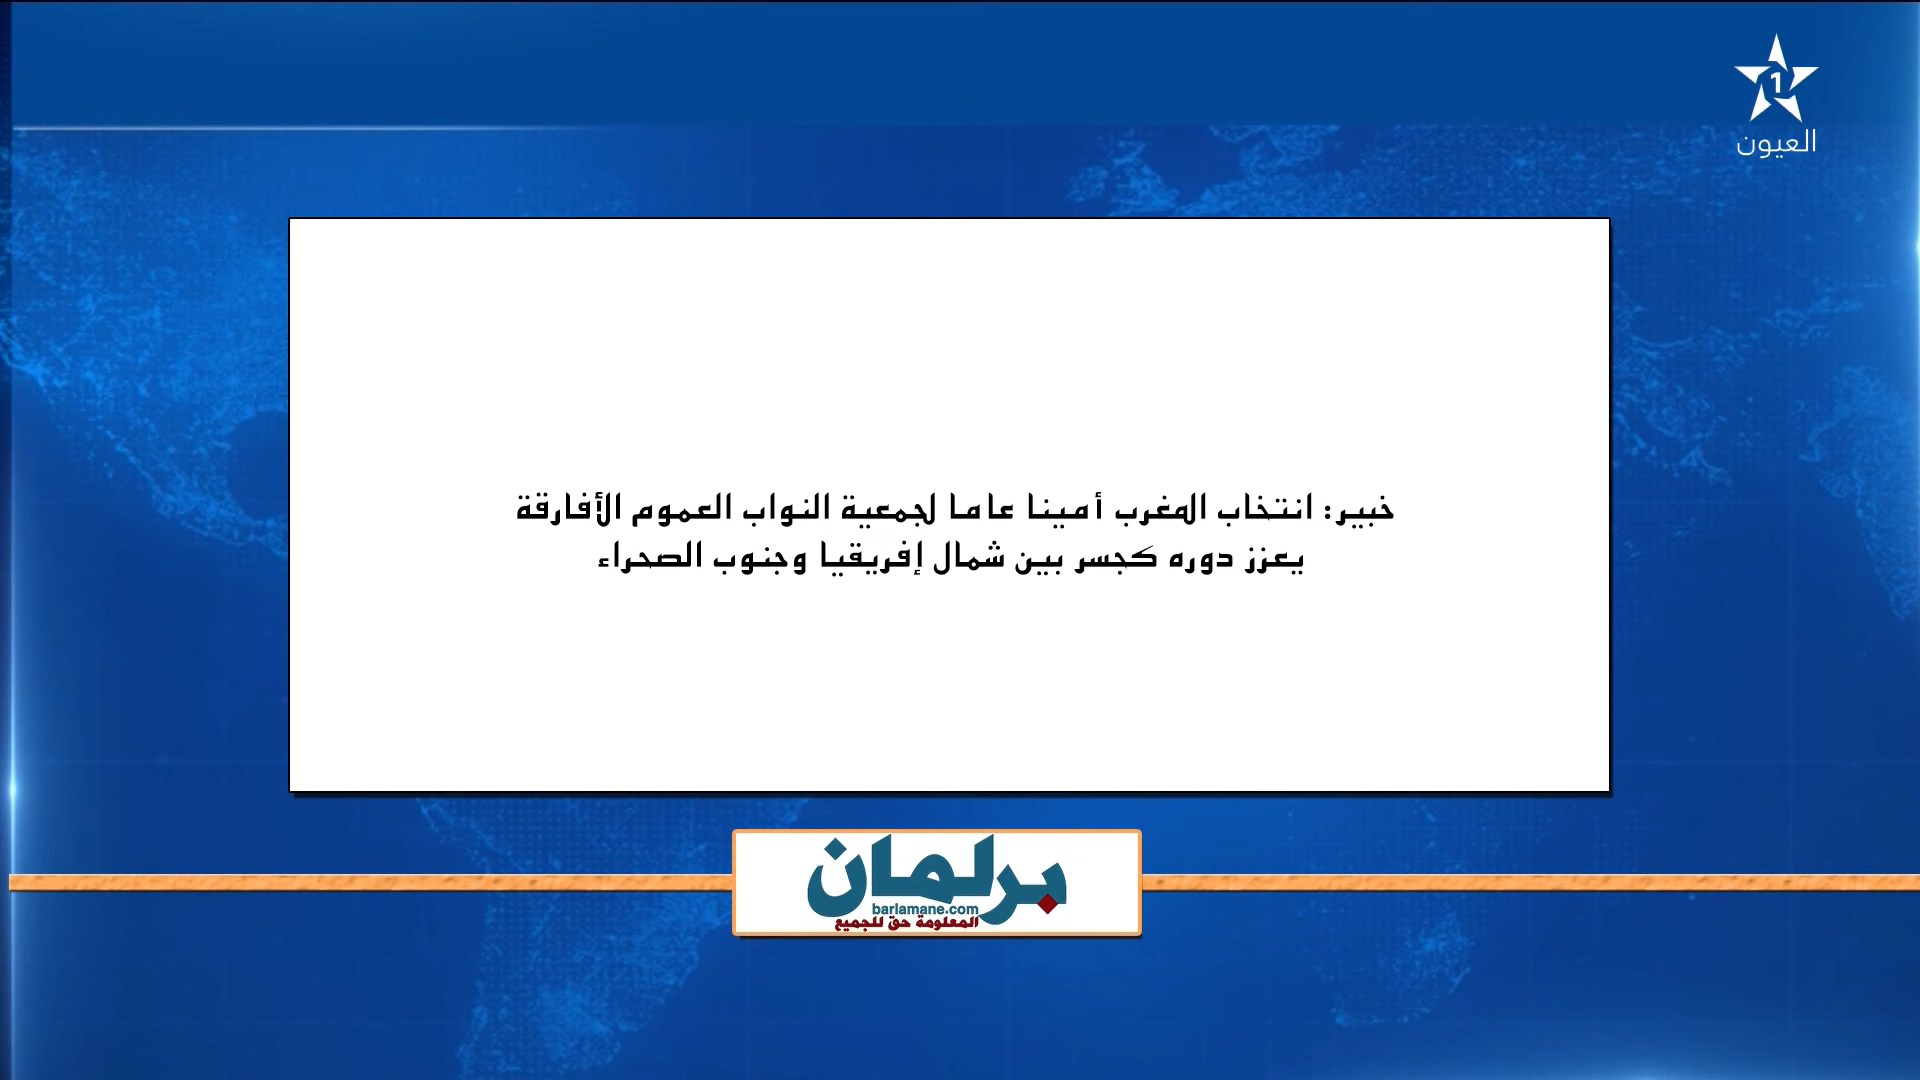 1
العيون
خبير: انتخاب المغرب أمينا عاما لجمعية النواب العموم الأفارقة
يعزز دوره كجسر بين شمال إفريقيا وجنوب الصحراء
برلمان
barlamane.com
المعلومة حق للجميع